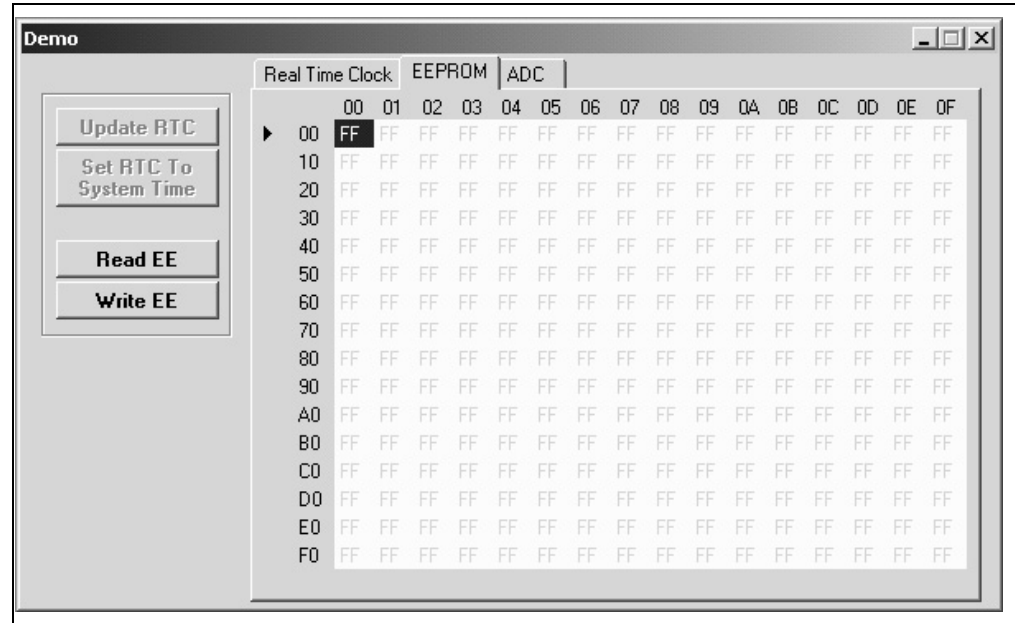 Demo
Real Time Clock EEPROM ADC
Update RTC
Set RTC To
System Time
Read EE
Write EE
00 01 02 03 04 05 06 07 08 09 0A 0B 0C 0D 0E 0F
00 FF FF FF FF FF FF FF FF FF FF FF FF FF FF FF FF
10 FF FF FF FF FF FF FF FF FF FF FF FF FF FF FF FF
20 FF FF FF FF FF FF FF FF FF FF FF FF FF FF FF FF
30 FF FF FF FF FF FF FF FF FF FF FF FF FF FF FF FF
40 FF FF FF FF FF FF FF FF FF FF FF FF FF FF FF FF
50 FF FF FF FF FF FF FF FF FF FF FF FF FF FF FF FF
60 FF FF FF FF FF FF FF FF FF FF FF FF FF FF FF FF
70 FF FF FF FF FF FF FF FF FF FF FF FF FF FF FF FF
80 FF FF FF FF FF FF FF FF FF FF FF FF FF FF FF FF
90 FF FF FF FF FF FF FF FF FF FF FF FF FF FF FF FF
A0 FF FF FF FF FF FF FF FF FF FF FF FF FF FF FF FF
B0 FF FF FF FF FF FF FF FF FF FF FF FF FF FF FF FF
C0 FF FF FF FF FF FF FF FF FF FF FF FF FF FF FF FF
D0 FF FF FF FF FF FF FF FF FF FF FF FF FF FF FF FF
E0 FF FF FF FF FF FF FF FF FF FF FF FF FF FF FF FF
F0 FF FF FF FF FF FF FF FF FF FF FF FF FF FF FF FF